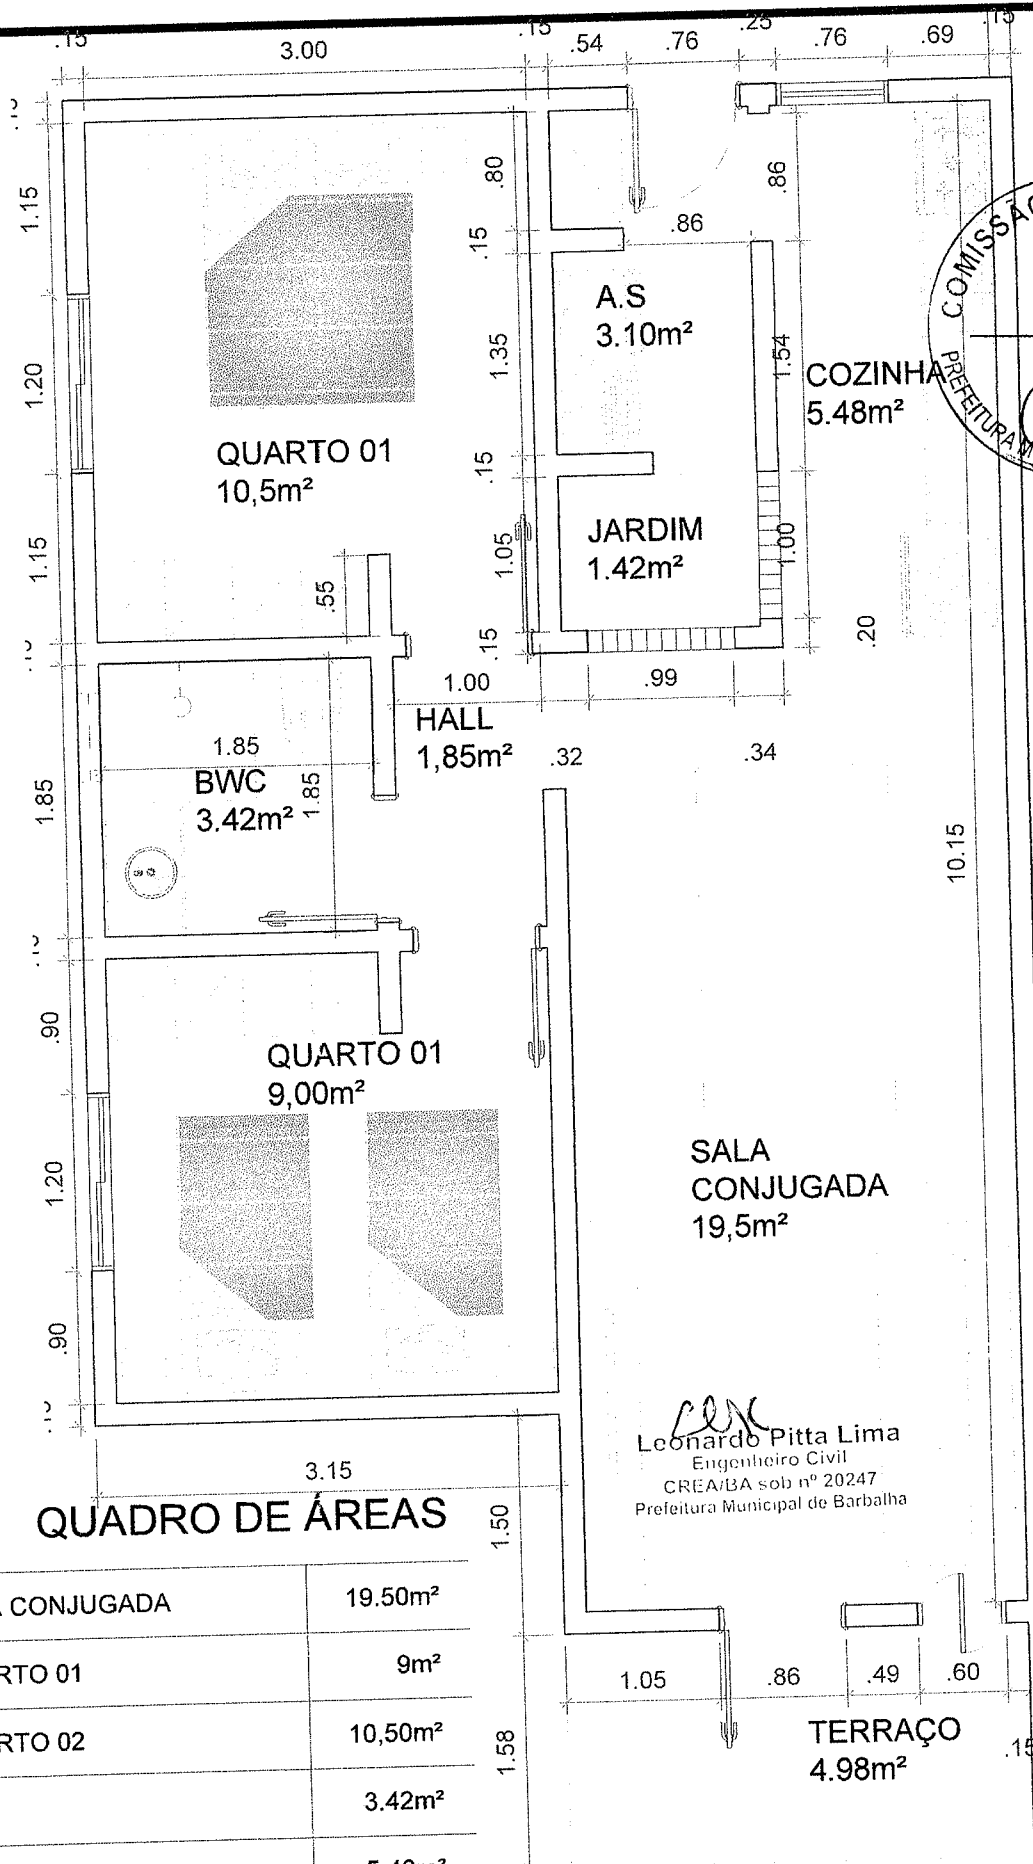 .15
3.00
.15
.54
.76
.25
.76
.69
.15
1.15
.80
.86
.15
.86
COMISSÃO
A.S
3.10m²
1.20
1.35
1.54
COZINHA
5.48m²
PREFEITURA M
QUARTO 01
10,5m²
.15
JARDIM
1.42m²
1.15
1.05
1.00
.55
.20
.15
1.00
.99
HALL
1,85m²
1.85
.32
.34
BWC
3.42m²
1.85
1.85
10.15
.90
QUARTO 01
9,00m²
1.20
SALA
CONJUGADA
19,5m²
.90
Leonardo Pitta Lima
Engenheiro Civil
CREA/BA sob nº 20247
Prefeitura Municipal de Barbalha
3.15
QUADRO DE ÁREAS
1.50
A CONJUGADA 19.50m²
RTO 01 9m²
RTO 02 10,50m²
3.42m²
1.05
.86
.49
.60
1.58
TERRAÇO
4.98m²
.15